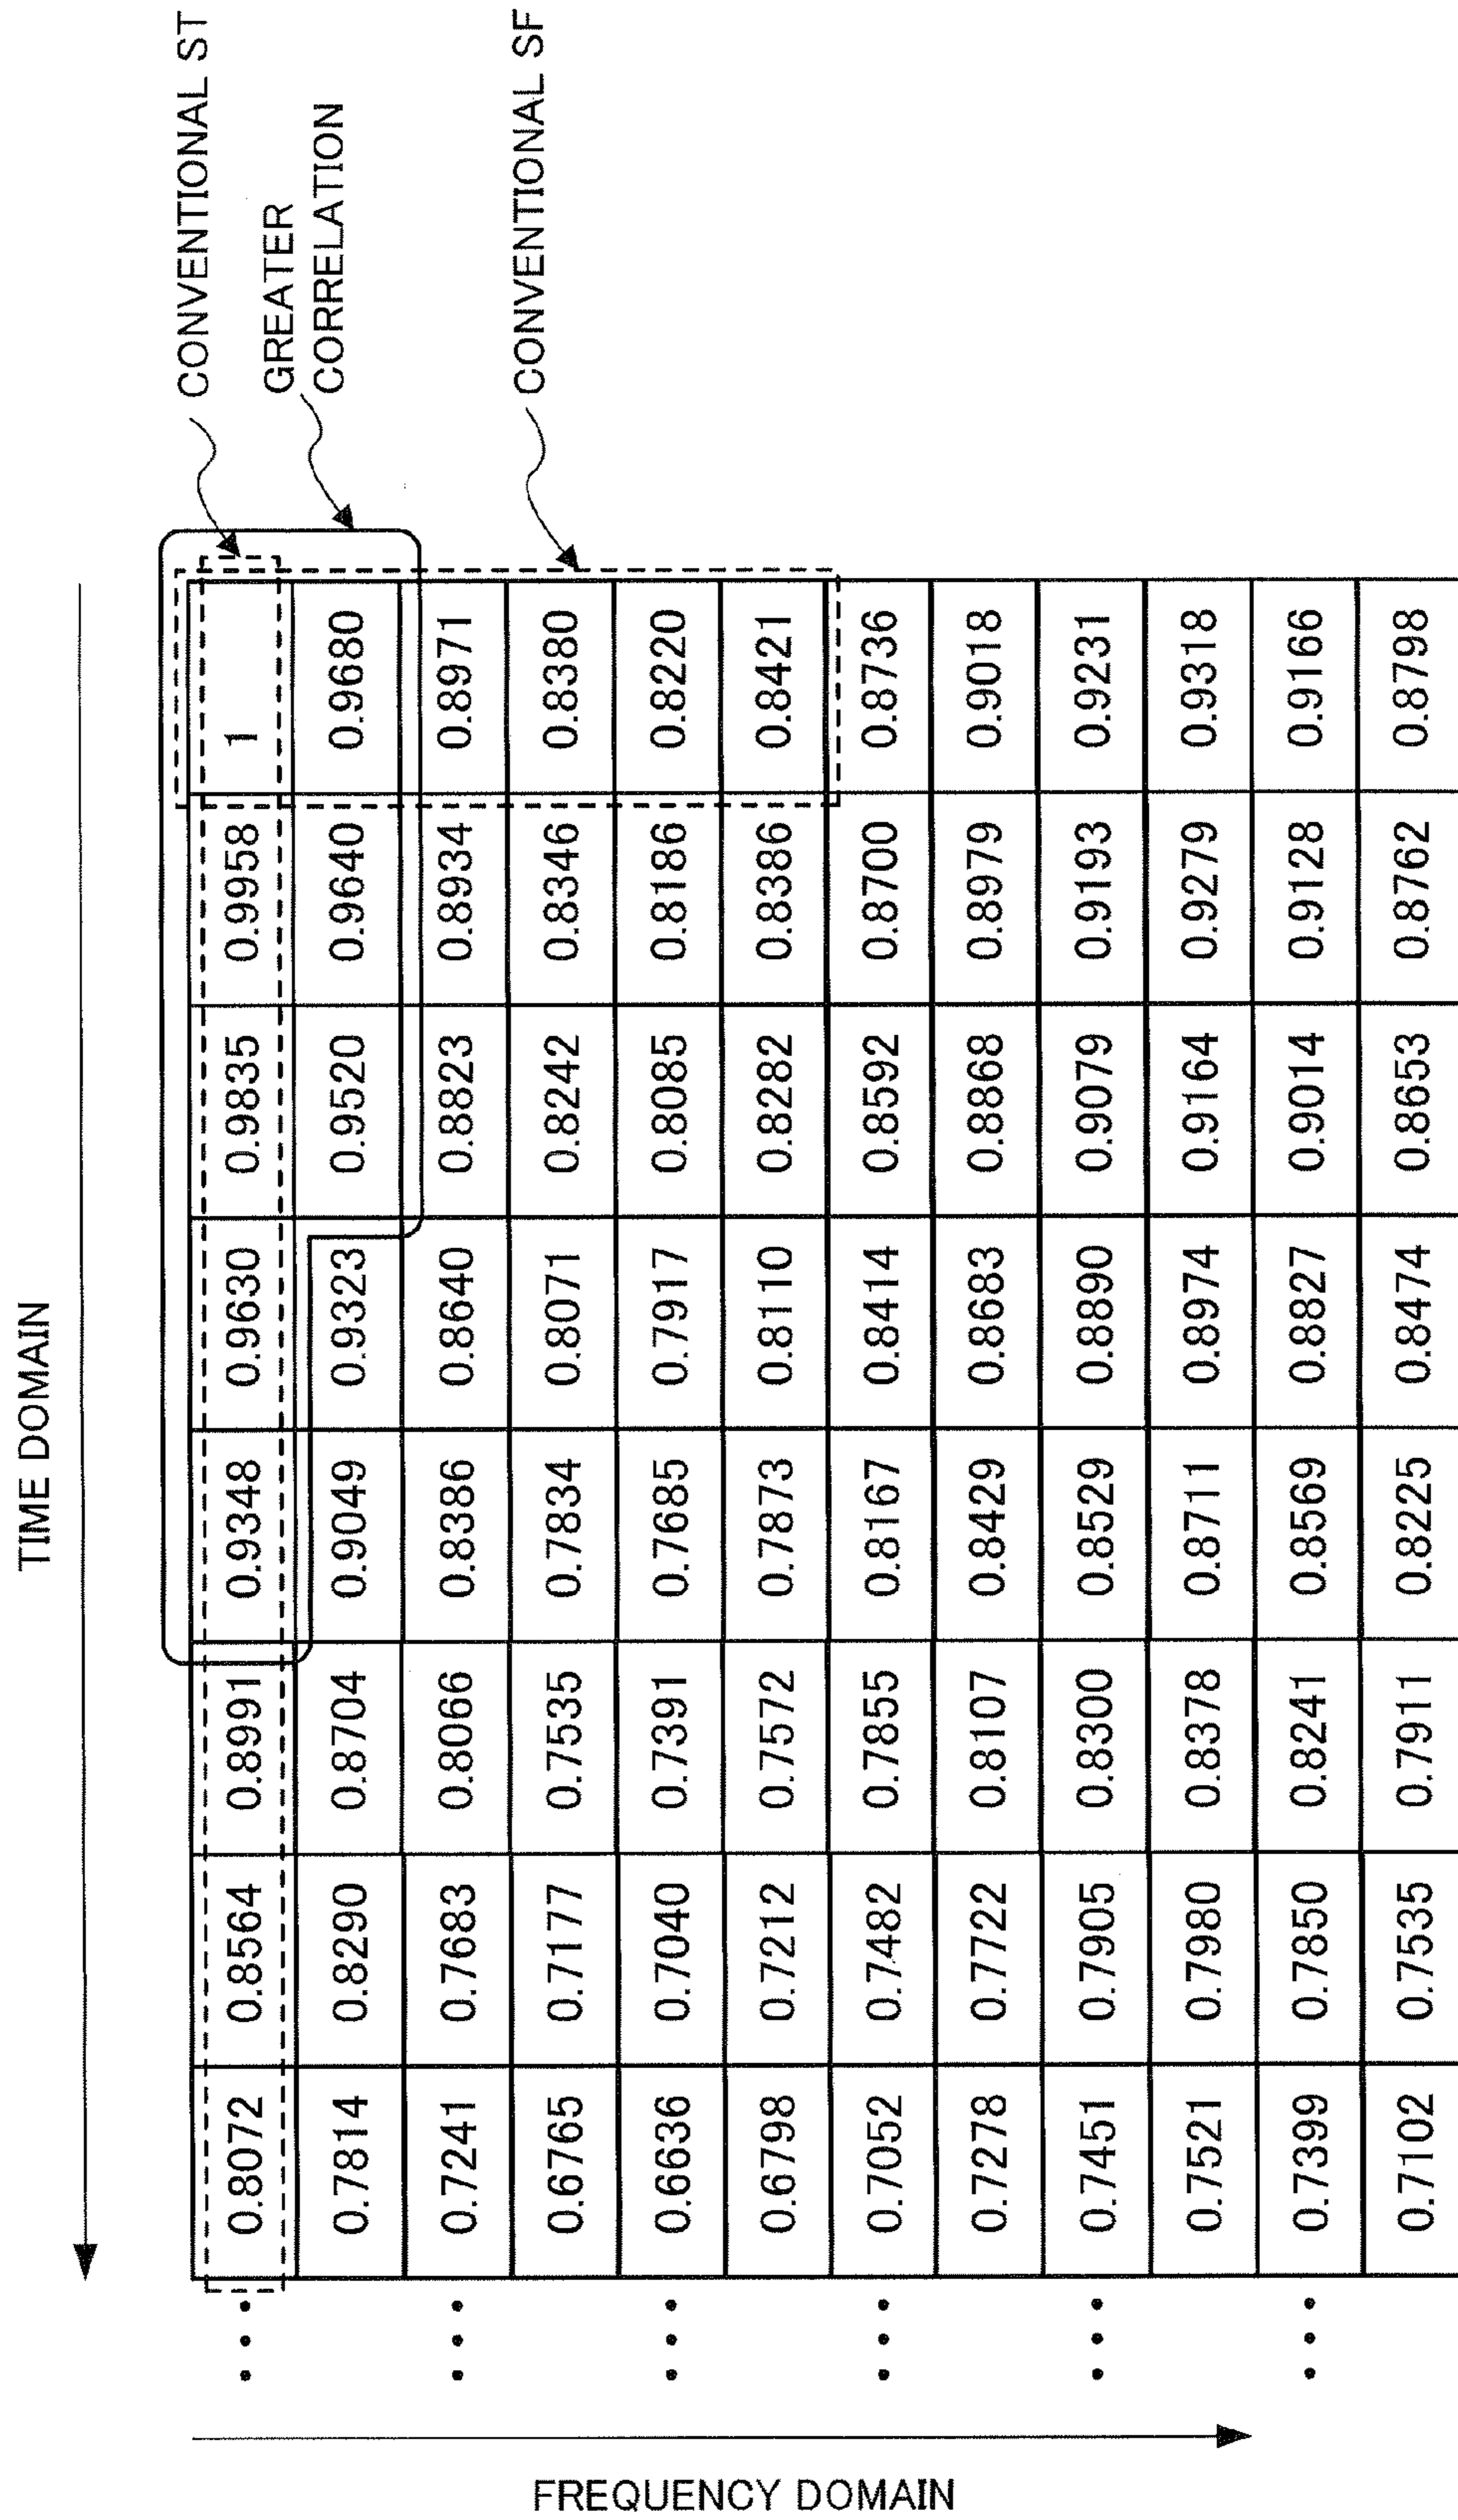 TIME DOMAIN
FREQUENCY DOMAIN
0.8072 0.8564 0.8991 0.9348 0.9630 0.9835 0.9958 1
0.7814 0.8290 0.8704 0.9049 0.9323 0.9520 0.9640 0.9680
0.7241 0.7683 0.8066 0.8386 0.8640 0.8823 0.8934 0.8971
0.6765 0.7177 0.7535 0.7834 0.8071 0.8242 0.8346 0.8380
0.6636 0.7040 0.7391 0.7685 0.7917 0.8085 0.8186 0.8220
0.6798 0.7212 0.7572 0.7873 0.8110 0.8282 0.8386 0.8421
0.7052 0.7482 0.7855 0.8167 0.8414 0.8592 0.8700 0.8736
0.7278 0.7722 0.8107 0.8429 0.8683 0.8868 0.8979 0.9018
0.7451 0.7905 0.8300 0.8529 0.8890 0.9079 0.9193 0.9231
0.7521 0.7980 0.8378 0.8711 0.8974 0.9164 0.9279 0.9318
0.7399 0.7850 0.8241 0.8569 0.8827 0.9014 0.9128 0.9166
0.7102 0.7535 0.7911 0.8225 0.8474 0.8653 0.8762 0.8798
CONVENTIONAL ST
GREATER
CORRELATION
CONVENTIONAL SF